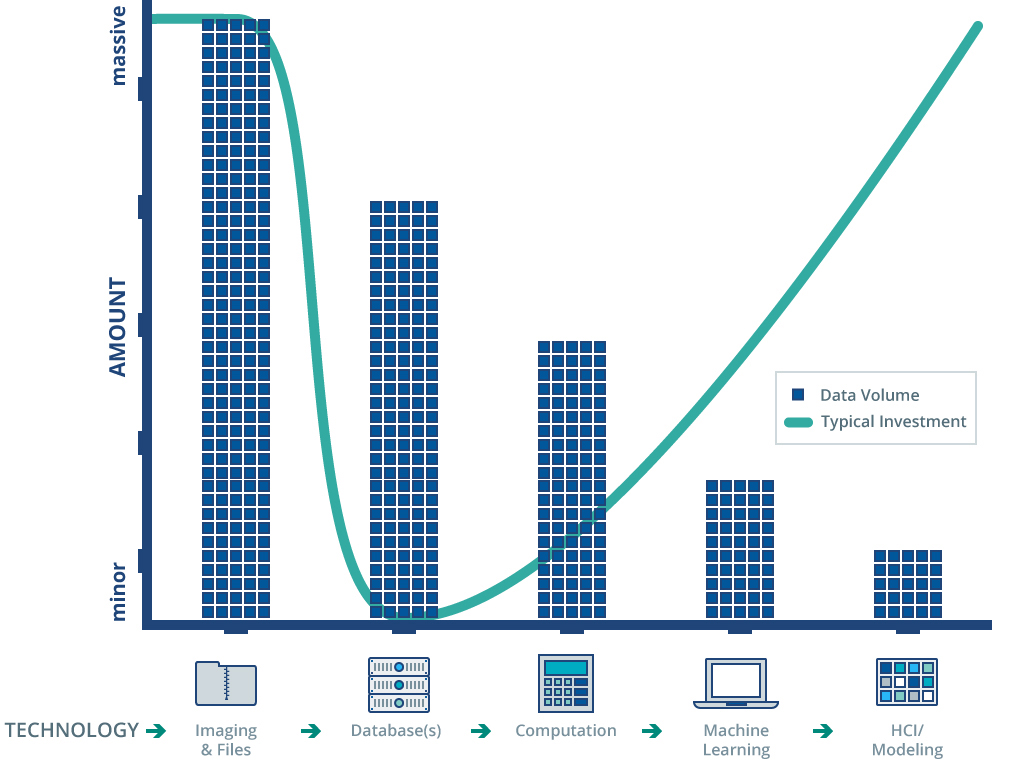 massive
AMOUNT
minor
Data Volume
Typical Investment
TECHNOLOGY
Imaging
& Files
Database(s)
Computation
Machine
Learning
HCI/
Modeling